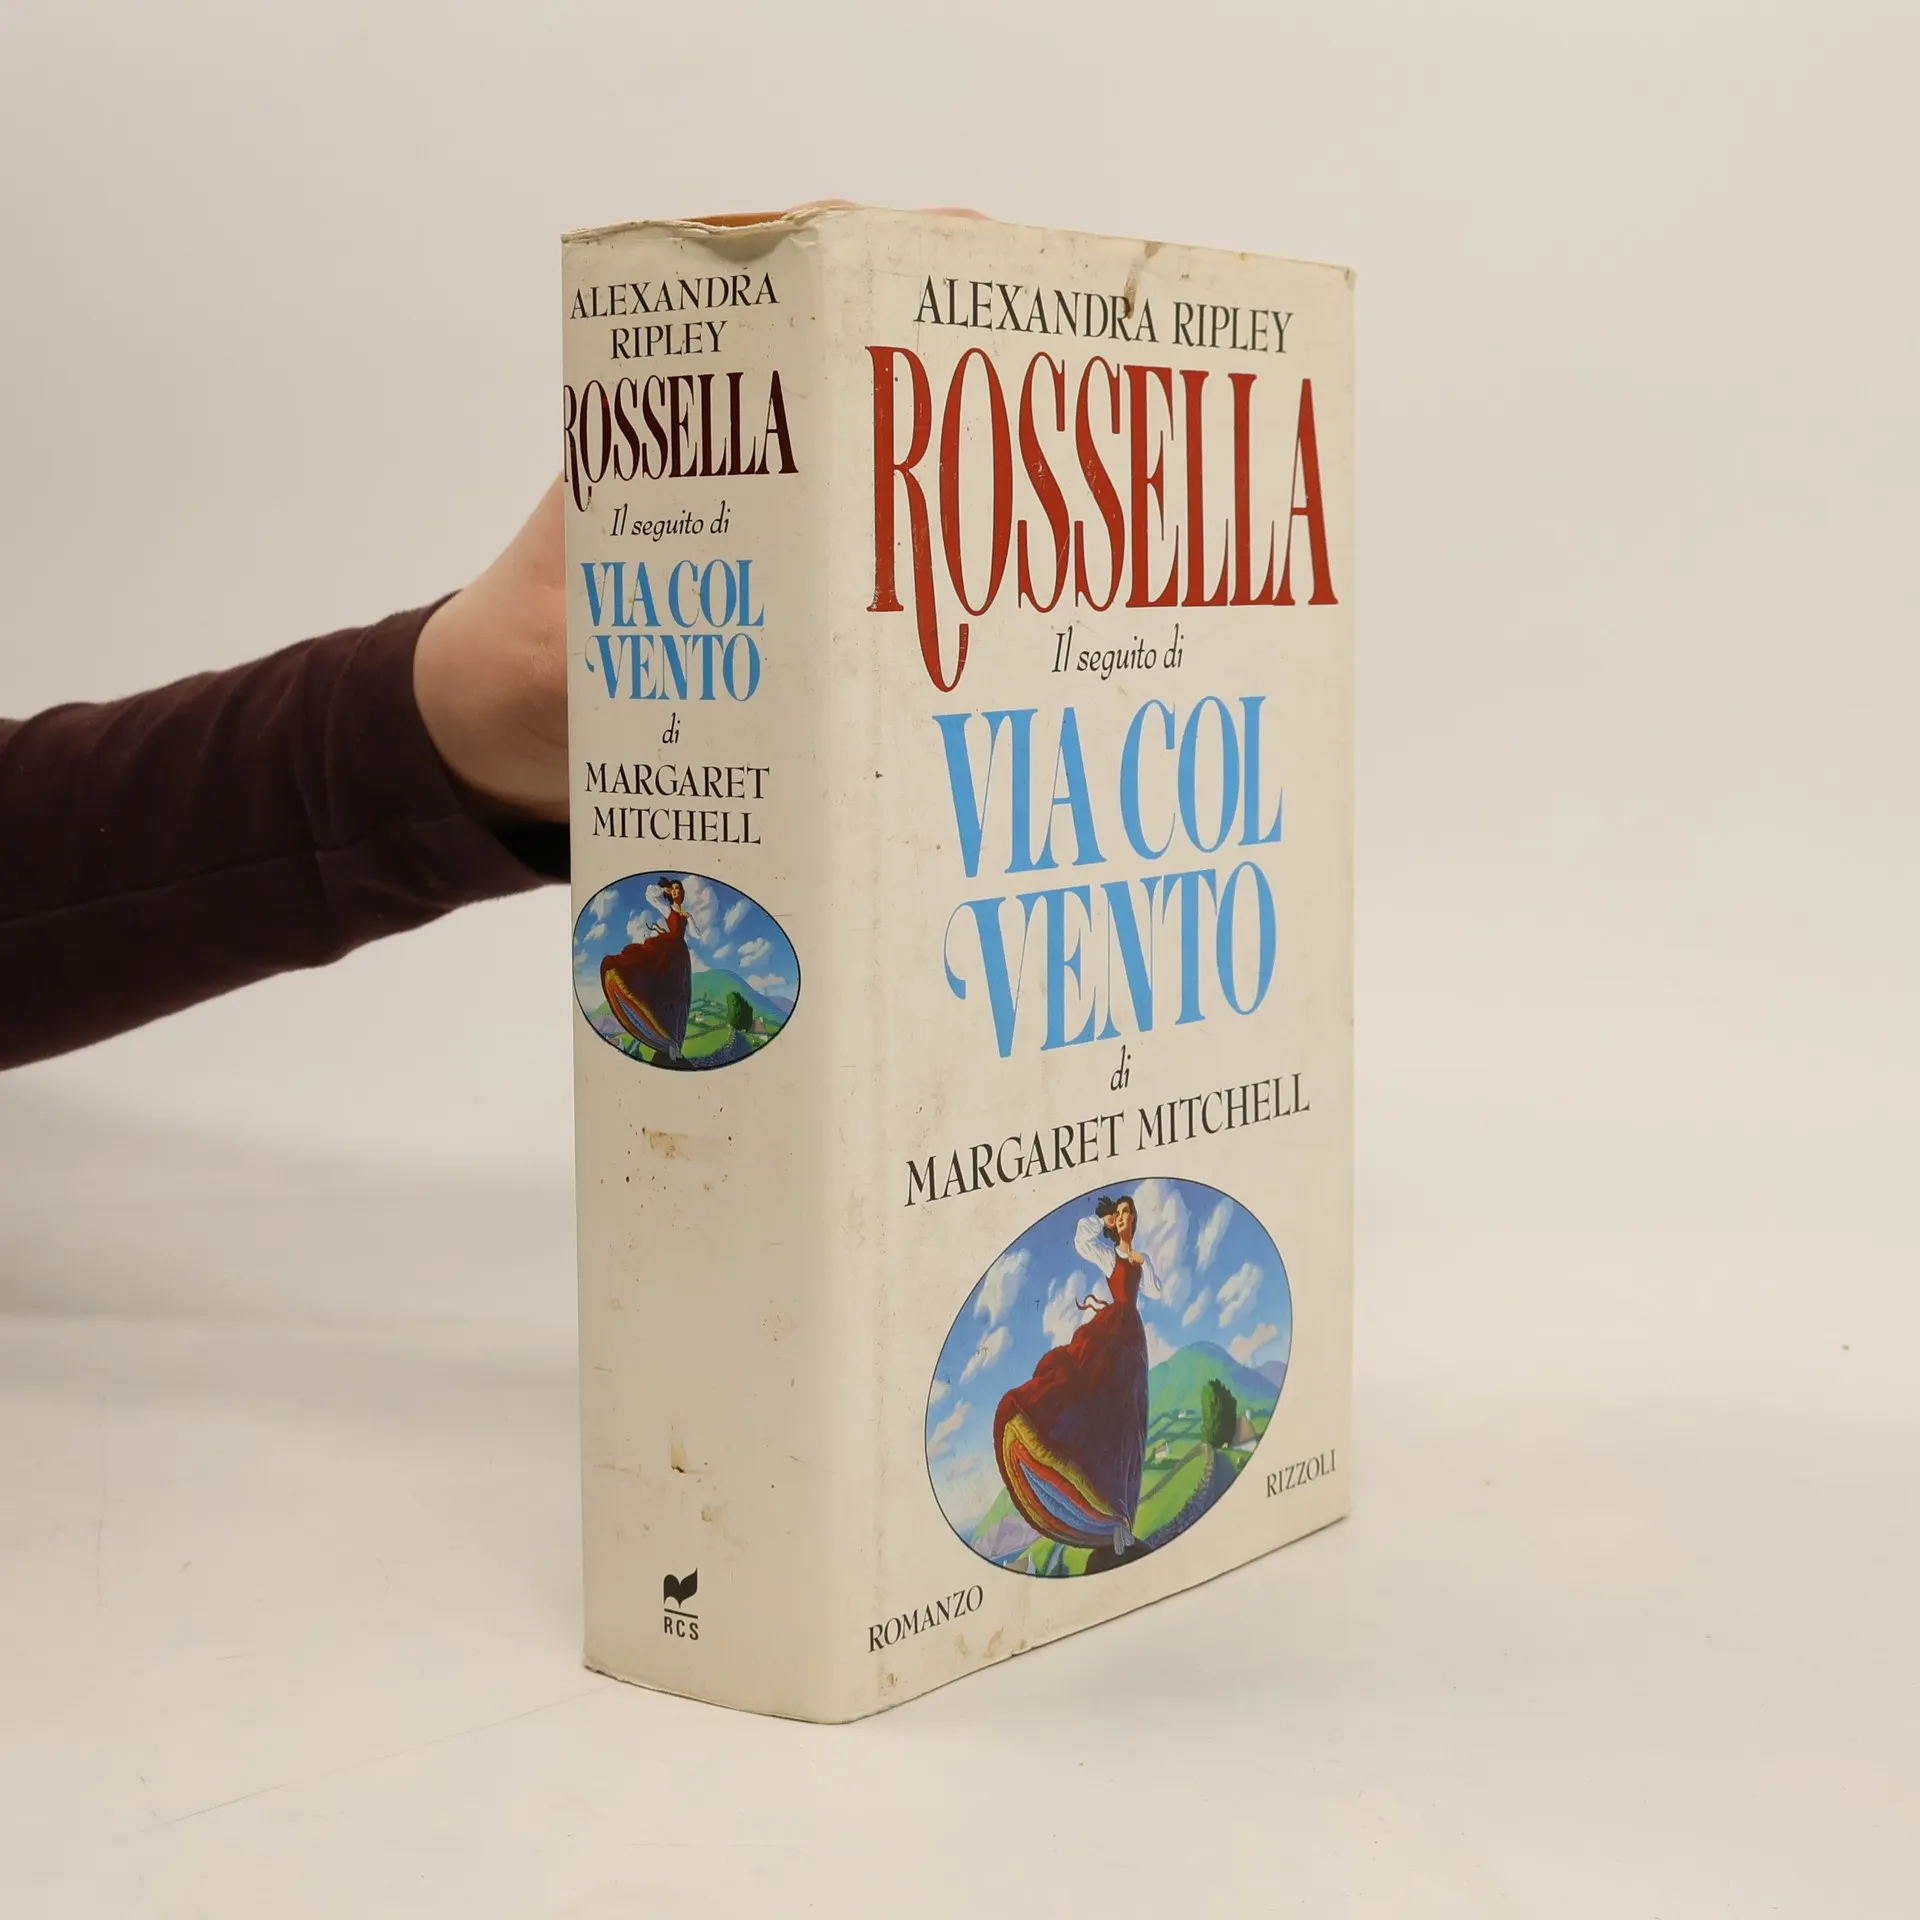 ALEXANDRA
RIPLEY
ROSSELLA
Il seguito di
VIA COL
VENTO
di
MARGARET
MITCHELL
RCS
ALEXANDRA RIPLEY
ROSSELLA
Il seguito di
VIA COL
VENTO
di
MARGARET MITCHELL
RIZZOLI
ROMANZO